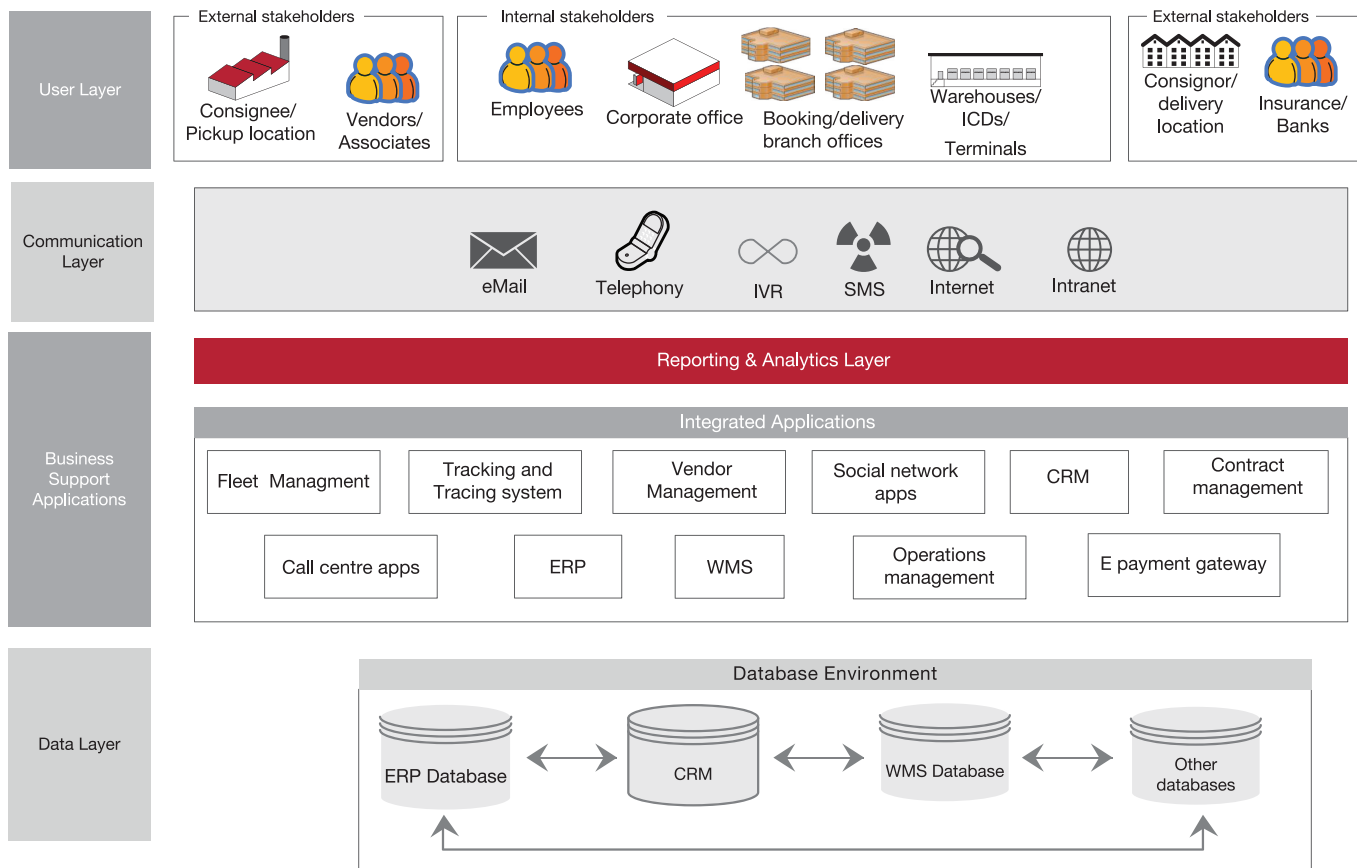 User Layer
External stakeholders
Consignee/
Pickup location
Vendors/
Associates
Internal stakeholders
Employees
Corporate office
Booking/delivery
branch offices
Warehouses/
ICDs/
Terminals
External stakeholders
Consignor/
delivery
location
Insurance/
Banks
Communication
Layer
eMail
Telephony
IVR
SMS
Internet
Intranet
Business
Support
Applications
Reporting & Analytics Layer
Integrated Applications
Fleet Managment
Tracking and
Tracing system
Vendor
Management
Social network
apps
CRM
Contract
management
Call centre apps
ERP
WMS
Operations
management
E payment gateway
Data Layer
Database Environment
ERP Database
CRM
WMS Database
Other
databases